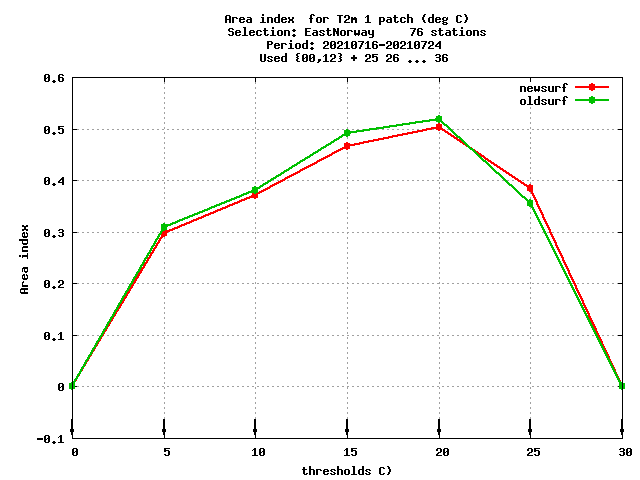 Area index  for T2m 1 patch (deg C)
Selection: EastNorway     76 stations
Period: 20210716-20210724
Used {00,12} + 25 26 ... 36
newsurf
oldsurf
0.6
0.5
0.4
0.3
0.2
0.1
0
-0.1
Area index
0 5 10 15 20 25 30
thresholds C)